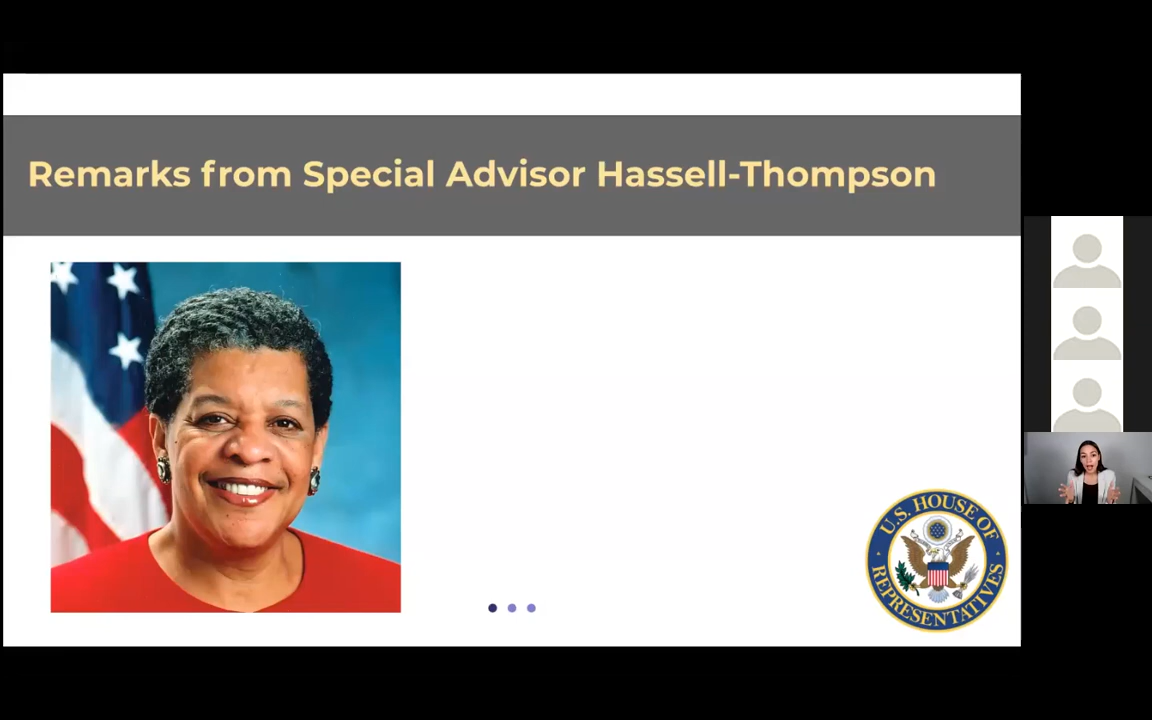 Remarks from Special Advisor Hassell-Thompson
U.S. HOUSE OF
REPRESENTATIVES